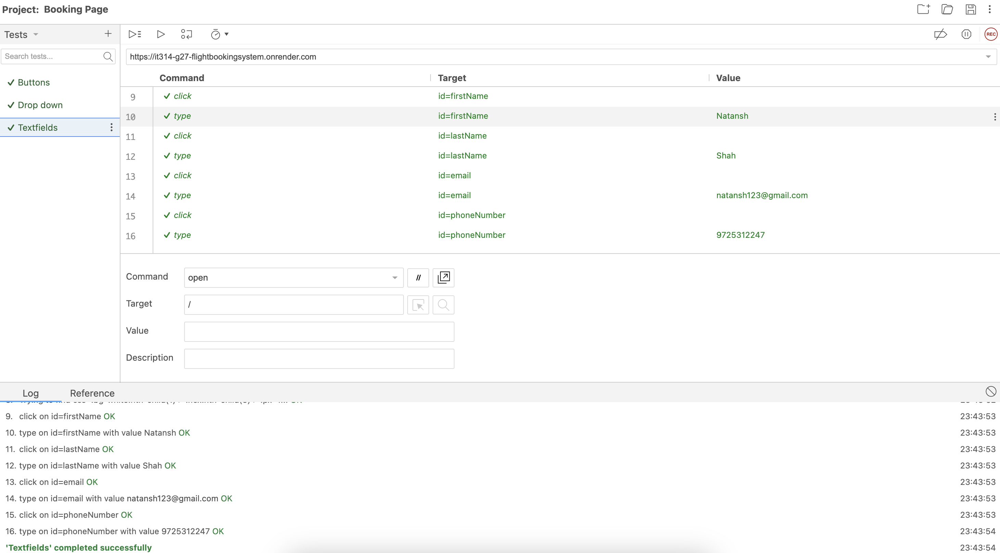 Project: Booking Page
Tests
Search tests...
Buttons
Drop down
Textfields
REC
https://it314-g27-flightbookingsystem.onrender.com
Command Target Value
9 click id=firstName
10 type id=firstName Natansh
11 click id=lastName
12 type id=lastName Shah
13 click id=email
14 type id=email natansh123@gmail.com
15 click id=phoneNumber
16 type id=phoneNumber 9725312247
Command open //
Target /
Value
Description
Log Reference
9. click on id=firstName OK 23:43:53
10. type on id=firstName with value Natansh OK 23:43:53
11. click on id=lastName OK 23:43:53
12. type on id=lastName with value Shah OK 23:43:53
13. click on id=email OK 23:43:53
14. type on id=email with value natansh123@gmail.com OK 23:43:53
15. click on id=phoneNumber OK 23:43:53
16. type on id=phoneNumber with value 9725312247 OK 23:43:54
'Textfields' completed successfully 23:43:54